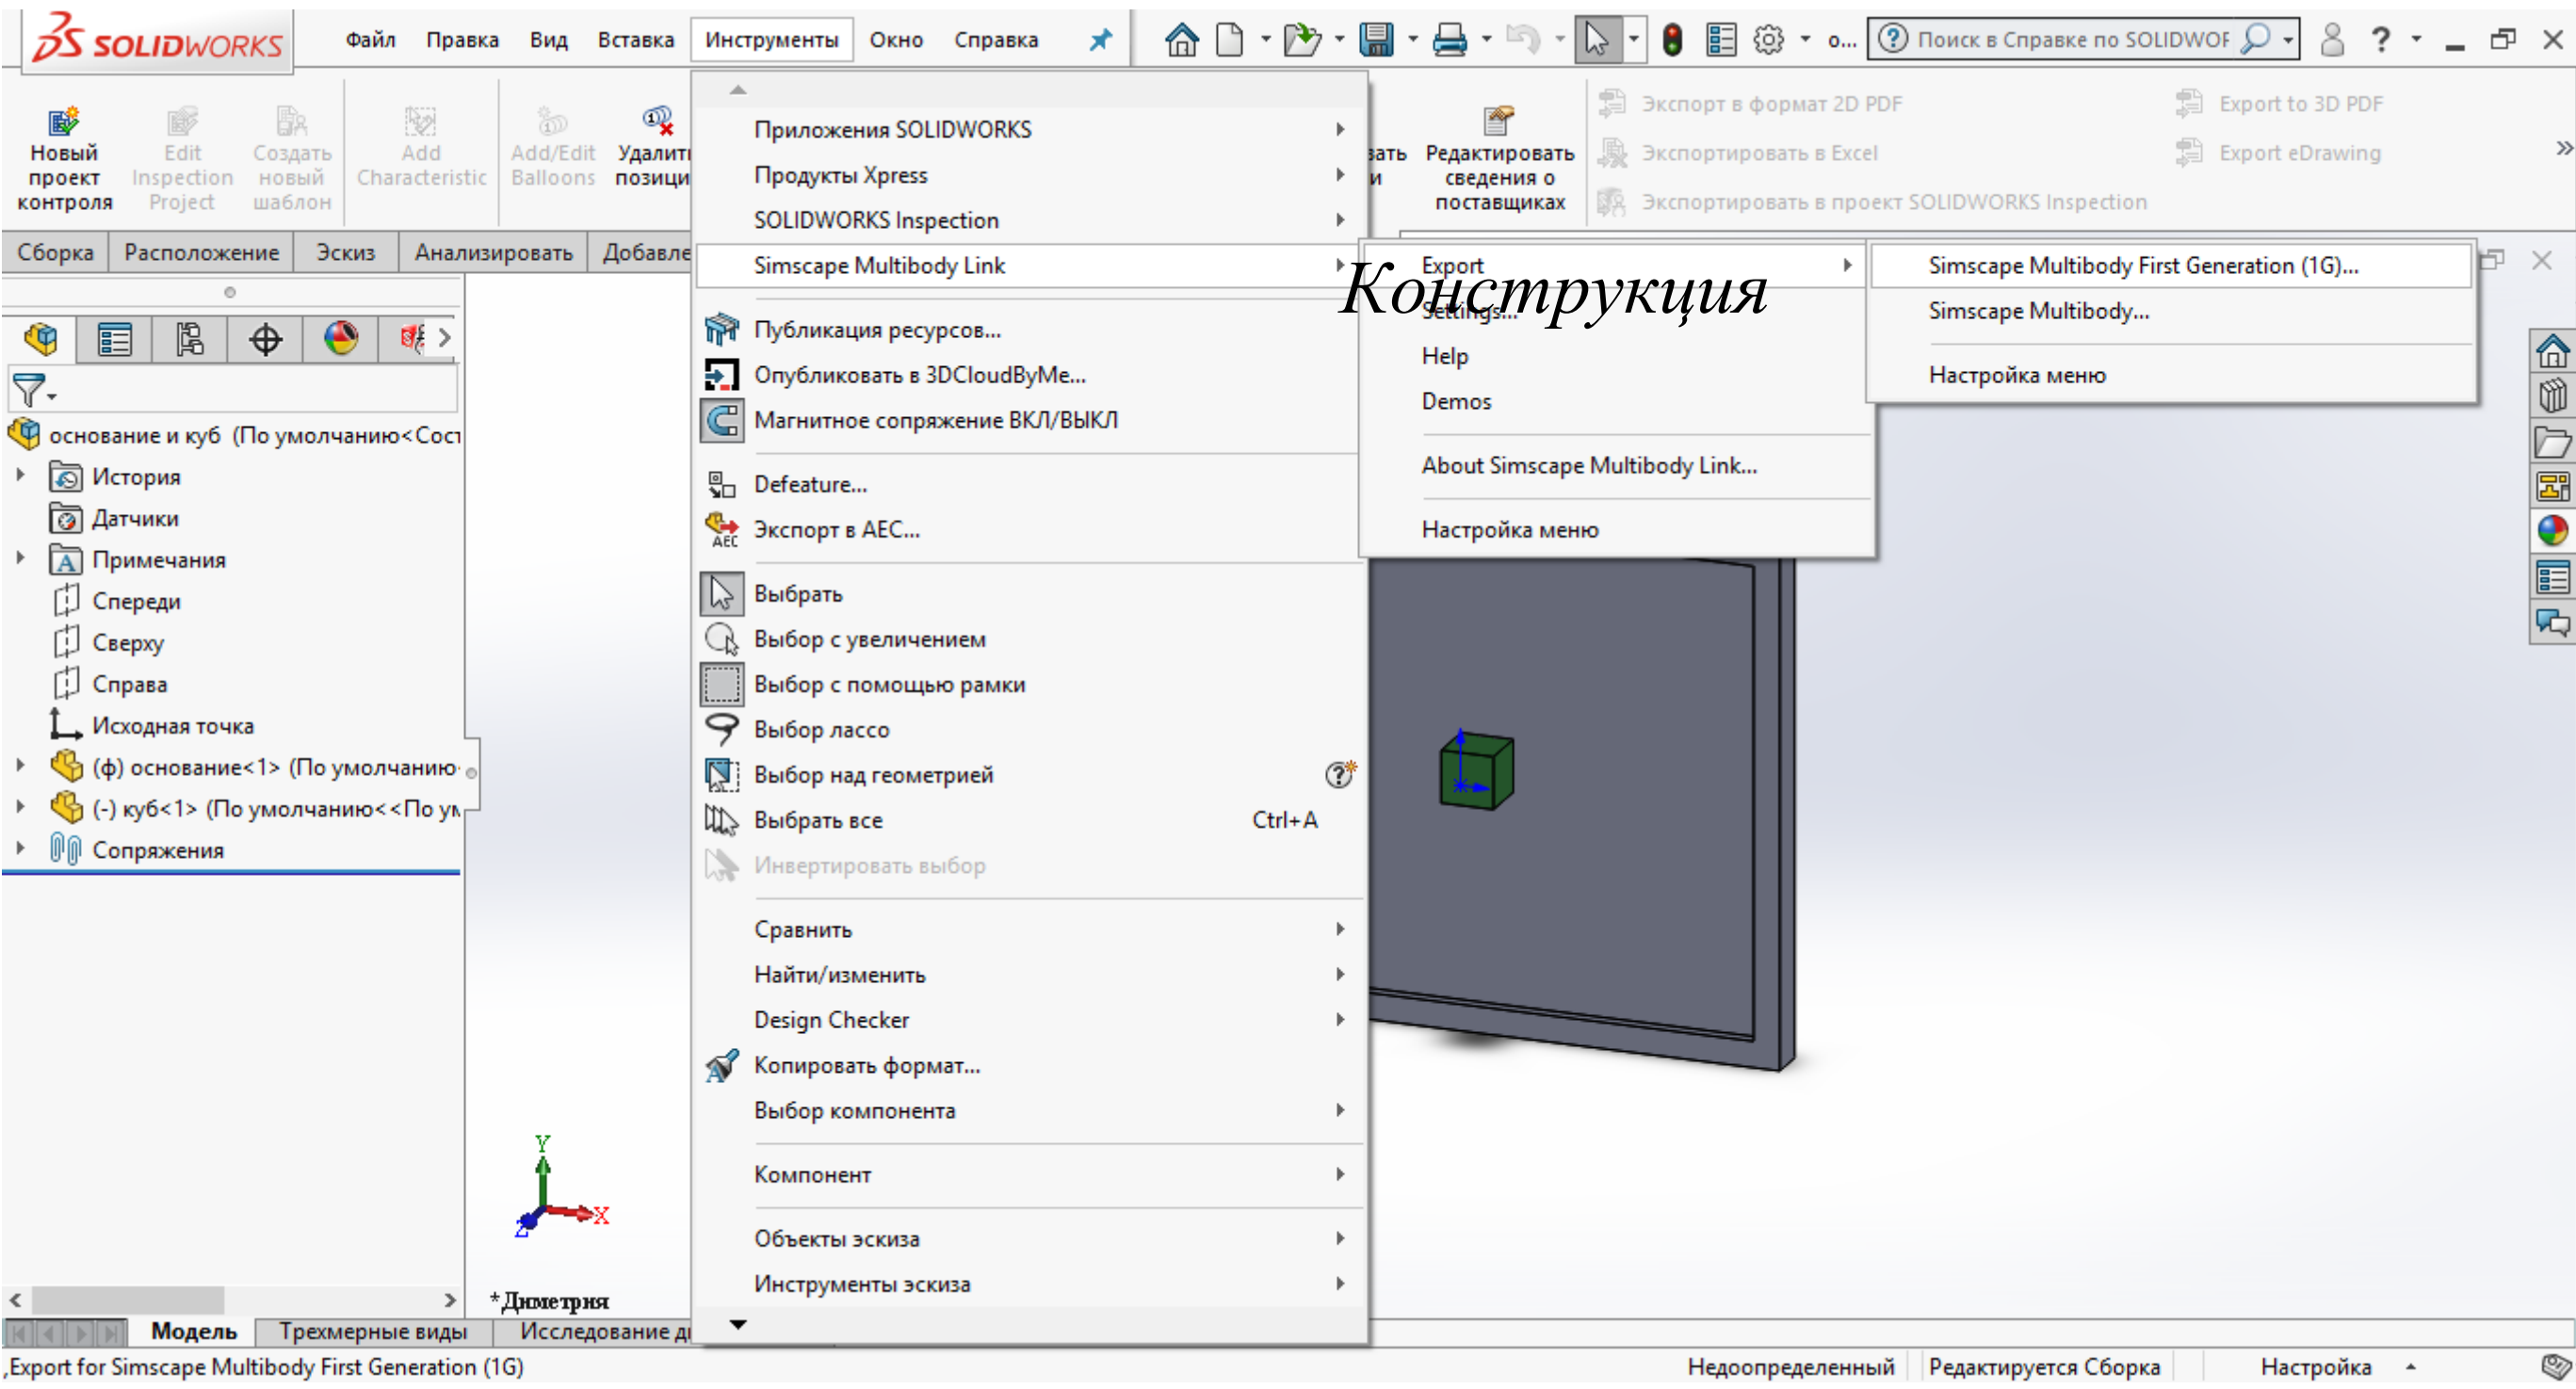 SOLIDWORKS
Файл Правка Вид Вставка Инструменты Окно Справка
о... Поиск в Справке по SOLIDWOR
Новый проект контроля
Edit Inspection Project
Создать новый шаблон
Add Characteristic
Add/Edit Balloons
Удалить позици
Редактировать сведения о поставщиках
Экспорт в формат 2D PDF
Экспортировать в Excel
Экспортировать в проект SOLIDWORKS Inspection
Export to 3D PDF
Export eDrawing
Сборка Расположение Эскиз Анализировать Добавле
основание и куб (По умолчанию<Сост
История
Датчики
Примечания
Спереди
Сверху
Справа
Исходная точка
(ф) основание<1> (По умолчанию
(-) куб<1> (По умолчанию<<По ум
Сопряжения
Приложения SOLIDWORKS
Продукты Xpress
SOLIDWORKS Inspection
Simscape Multibody Link
Публикация ресурсов...
Опубликовать в 3DCloudByMe...
Магнитное сопряжение ВКЛ/ВЫКЛ
Defeature...
Экспорт в AEC...
Выбрать
Выбор с увеличением
Выбор с помощью рамки
Выбор лассо
Выбор над геометрией
Выбрать все Ctrl+A
Инвертировать выбор
Сравнить
Найти/изменить
Design Checker
Копировать формат...
Выбор компонента
Компонент
Объекты эскиза
Инструменты эскиза
Export
Конструкция
Settings...
Help
Demos
About Simscape Multibody Link...
Настройка меню
Simscape Multibody First Generation (1G)...
Simscape Multibody...
Настройка меню
Y
X
Z
*Диметрия
Модель Трехмерные виды Исследование д
,Export for Simscape Multibody First Generation (1G)
Недоопределенный Редактируется Сборка Настройка